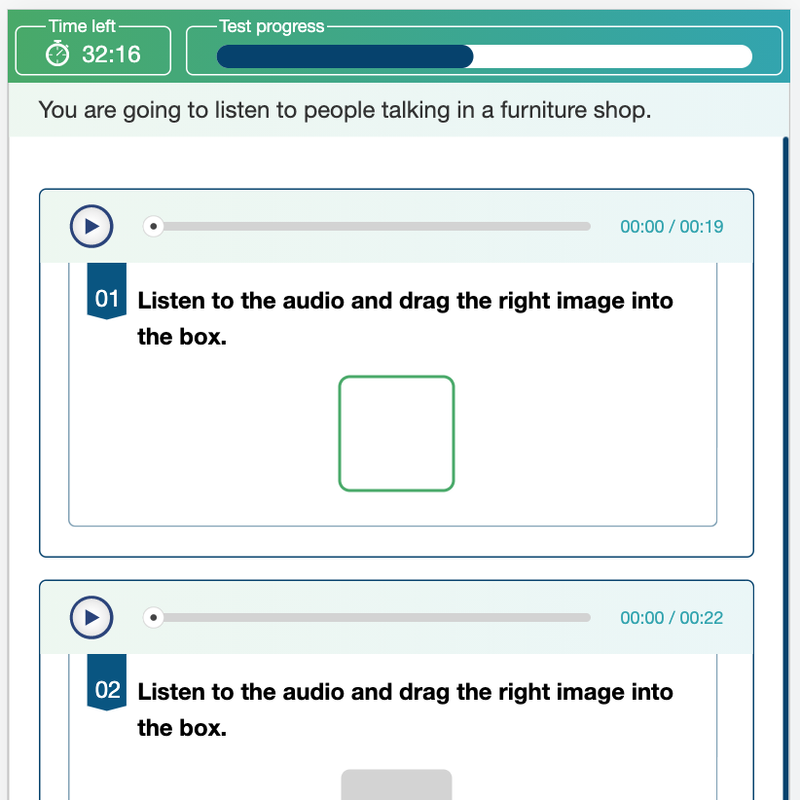 Time left
Test progress
32:16
You are going to listen to people talking in a furniture shop.
00:00 / 00:19
01
Listen to the audio and drag the right image into
the box.
00:00 / 00:22
02
Listen to the audio and drag the right image into
the box.